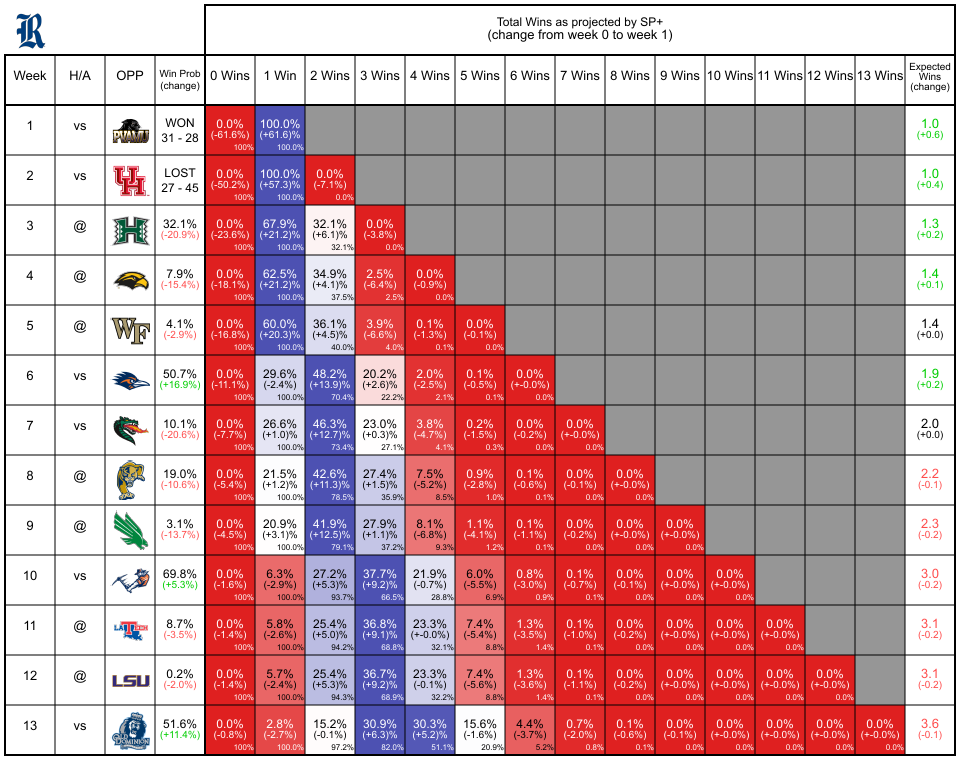 R
Total Wins as projected by SP+
(change from week 0 to week 1)
Week H/A OPP Win Prob (change) 0 Wins 1 Win 2 Wins 3 Wins 4 Wins 5 Wins 6 Wins 7 Wins 8 Wins 9 Wins 10 Wins 11 Wins 12 Wins 13 Wins Expected Wins (change)
1 vs PVAMU WON 0.0% 100.0% 1.0
31 - 28 (-61.6%) (+61.6)% (+0.6)
100% 100.0%
2 vs UH LOST 0.0% 100.0% 0.0% 1.0
27 - 45 (-50.2%) (+57.3)% (-7.1%) (+0.4)
100% 100.0% 0.0%
3 @ H 32.1% 0.0% 67.9% 32.1% 0.0% 1.3
(-20.9%) (-23.6%) (+21.2)% (+6.1)% (-3.8%) (+0.2)
100% 100.0% 32.1% 0.0%
4 @ 7.9% 0.0% 62.5% 34.9% 2.5% 0.0% 1.4
(-15.4%) (-18.1%) (+21.2)% (+4.1)% (-6.4%) (-0.9%) (+0.1)
100% 100.0% 37.5% 2.5% 0.0%
5 @ WF 4.1% 0.0% 60.0% 36.1% 3.9% 0.1% 0.0% 1.4
(-2.9%) (-16.8%) (+20.3)% (+4.5)% (-6.6%) (-1.3%) (-0.1%) (+0.0)
100% 100.0% 40.0% 4.0% 0.1% 0.0%
6 vs 50.7% 0.0% 29.6% 48.2% 20.2% 2.0% 0.1% 0.0% 1.9
(+16.9%) (-11.1%) (-2.4%) (+13.9)% (+2.6)% (-2.5%) (-0.5%) (+-0.0%) (+0.2)
100% 100.0% 70.4% 22.2% 2.1% 0.1% 0.0%
7 vs 10.1% 0.0% 26.6% 46.3% 23.0% 3.8% 0.2% 0.0% 0.0% 2.0
(-20.6%) (-7.7%) (+1.0)% (+12.7)% (+0.3)% (-4.7%) (-1.5%) (-0.2%) (+-0.0%) (+0.0)
100% 100.0% 73.4% 27.1% 4.1% 0.3% 0.0% 0.0%
8 @ 19.0% 0.0% 21.5% 42.6% 27.4% 7.5% 0.9% 0.1% 0.0% 0.0% 2.2
(-10.6%) (-5.4%) (+1.2)% (+11.3)% (+1.5)% (-5.2%) (-2.8%) (-0.6%) (-0.1%) (+-0.0%) (-0.1)
100% 100.0% 78.5% 35.9% 8.5% 1.0% 0.1% 0.0% 0.0%
9 @ 3.1% 0.0% 20.9% 41.9% 27.9% 8.1% 1.1% 0.1% 0.0% 0.0% 0.0% 2.3
(-13.7%) (-4.5%) (+3.1)% (+12.5)% (+1.1)% (-6.8%) (-4.1%) (-1.1%) (-0.2%) (+-0.0%) (+-0.0%) (-0.2)
100% 100.0% 79.1% 37.2% 9.3% 1.2% 0.1% 0.0% 0.0% 0.0%
10 vs 69.8% 0.0% 6.3% 27.2% 37.7% 21.9% 6.0% 0.8% 0.1% 0.0% 0.0% 0.0% 3.0
(+5.3%) (-1.6%) (-2.9%) (+5.3)% (+9.2)% (-0.7%) (-5.5%) (-3.0%) (-0.7%) (-0.1%) (+-0.0%) (+-0.0%) (-0.2)
100% 100.0% 93.7% 66.5% 28.8% 6.9% 0.9% 0.1% 0.0% 0.0% 0.0%
11 @ LA TECH 8.7% 0.0% 5.8% 25.4% 36.8% 23.3% 7.4% 1.3% 0.1% 0.0% 0.0% 0.0% 0.0% 3.1
(-3.5%) (-1.4%) (-2.6%) (+5.0)% (+9.1)% (+-0.0%) (-5.4%) (-3.5%) (-1.0%) (-0.2%) (+-0.0%) (+-0.0%) (+-0.0%) (-0.2)
100% 100.0% 94.2% 68.8% 32.1% 8.8% 1.4% 0.1% 0.0% 0.0% 0.0% 0.0%
12 @ LSU 0.2% 0.0% 5.7% 25.4% 36.7% 23.3% 7.4% 1.3% 0.1% 0.0% 0.0% 0.0% 0.0% 0.0% 3.1
(-2.0%) (-1.4%) (-2.4%) (+5.3)% (+9.2)% (-0.1%) (-5.6%) (-3.6%) (-1.1%) (-0.2%) (+-0.0%) (+-0.0%) (+-0.0%) (+-0.0%) (-0.2)
100% 100.0% 94.3% 68.9% 32.2% 8.8% 1.4% 0.1% 0.0% 0.0% 0.0% 0.0% 0.0%
13 vs DOMINION 51.6% 0.0% 2.8% 15.2% 30.9% 30.3% 15.6% 4.4% 0.7% 0.1% 0.0% 0.0% 0.0% 0.0% 0.0% 3.6
(+11.4%) (-0.8%) (-2.7%) (-0.1%) (+6.3)% (+5.2)% (-1.6%) (-3.7%) (-2.0%) (-0.6%) (-0.1%) (+-0.0%) (+-0.0%) (+-0.0%) (+-0.0%) (-0.1)
100% 100.0% 97.2% 82.0% 51.1% 20.9% 5.2% 0.8% 0.1% 0.0% 0.0% 0.0% 0.0% 0.0%